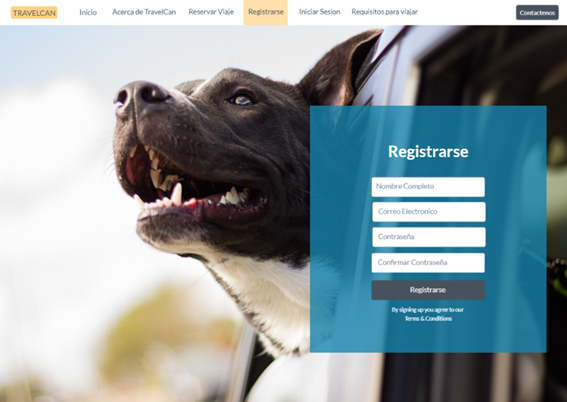 TRAVELCAN
Inicio
Acerca de TravelCan
Reservar Viaje
Registrarse
Iniciar Sesion
Requisitos para viajar
Contactenos
Registrarse
Nombre Completo
Correo Electronico
Contraseña
Confirmar Contraseña
Registrarse
By signing up you agree to our
Terms & Conditions